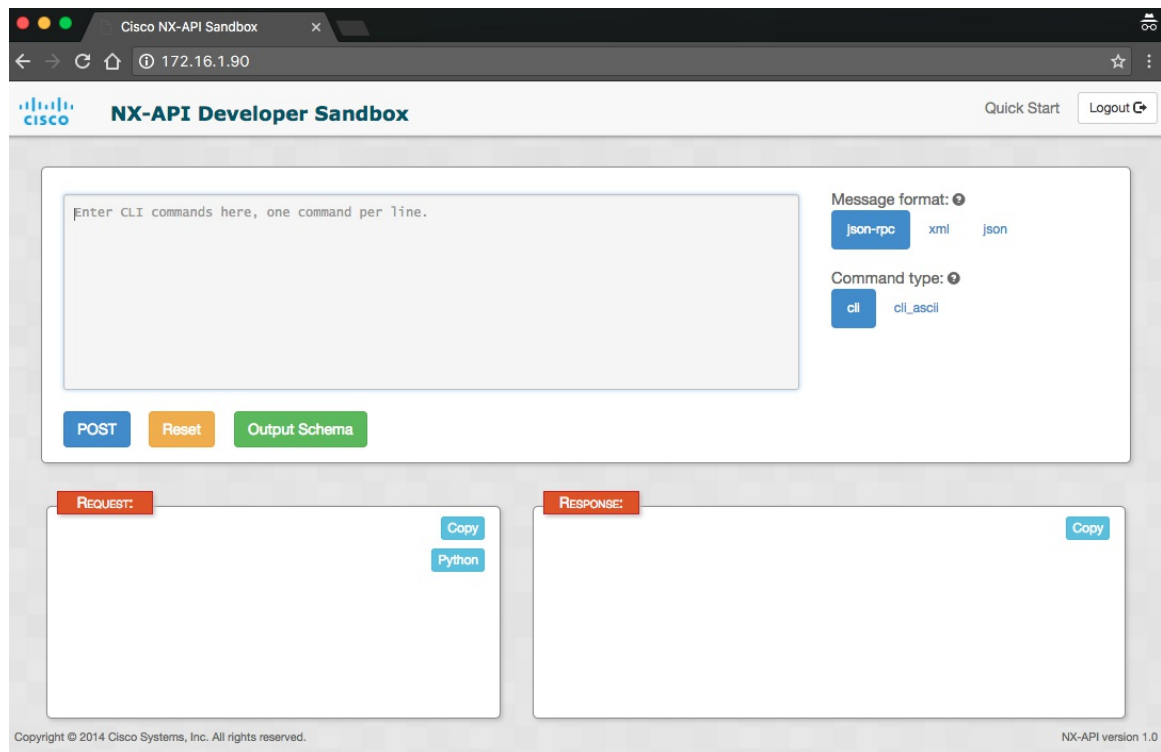 Cisco NX-API Sandbox
172.16.1.90
CISCO
NX-API Developer Sandbox
Quick Start
Logout
Enter CLI commands here, one command per line.
Message format:
json-rpc xml json
Command type:
cli cli_ascii
POST Reset Output Schema
REQUEST:
Copy
Python
RESPONSE:
Copy
Copyright © 2014 Cisco Systems, Inc. All rights reserved.
NX-API version 1.0